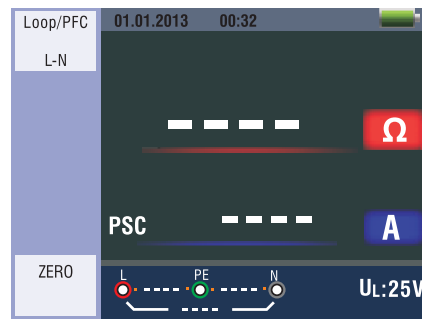 Loop/PFC 01.01.2013 00:32
L-N
---- Ω
PSC ---- A
ZERO
L PE N
UL:25V